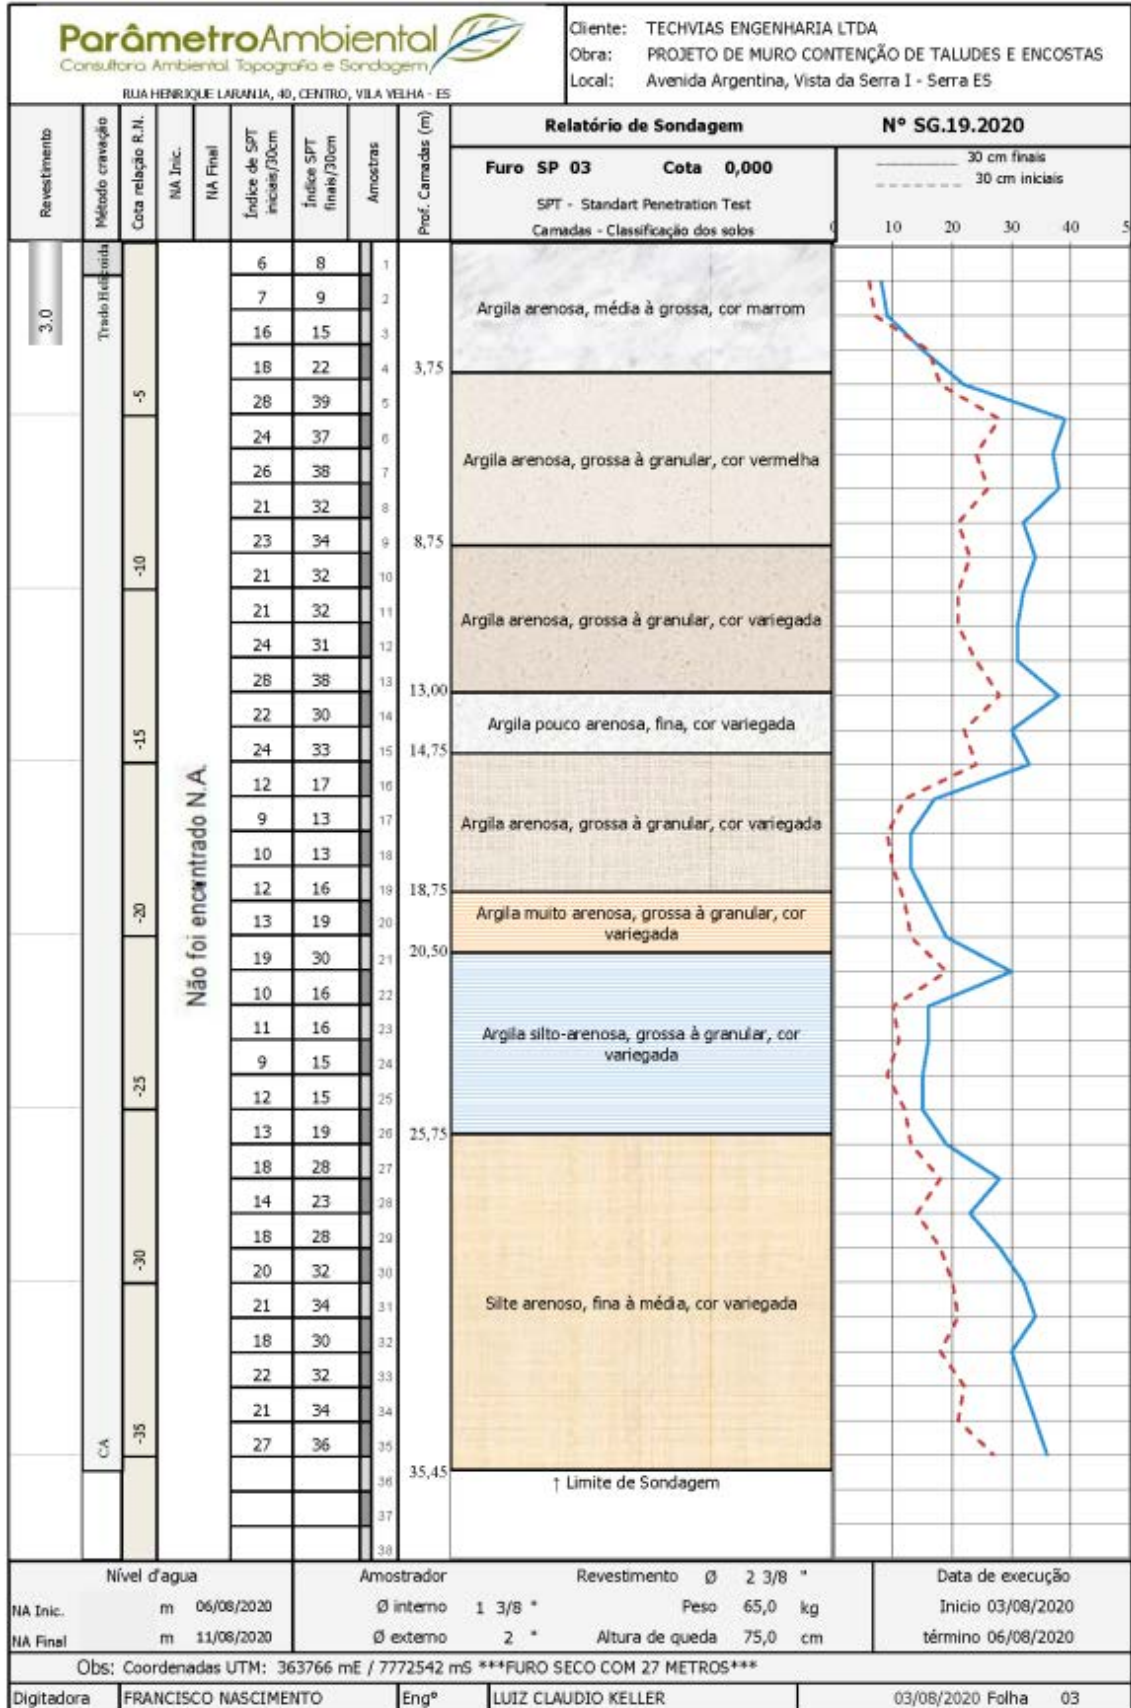 ParâmetroAmbiental
Consultoria Ambiental Topografia e Sondagem
RUA HENRIQUE LARANJA, 40, CENTRO, VILA VELHA - ES
Cliente: TECHVIAS ENGENHARIA LTDA
Obra: PROJETO DE MURO CONTENÇÃO DE TALUDES E ENCOSTAS
Local: Avenida Argentina, Vista da Serra I - Serra ES
Revestimento
Método cravação
Cota relação R.N.
NA Inic.
NA Final
Índice de SPT iniciais/30cm
Índice SPT finais/30cm
Amostras
Prof. Camadas (m)
Relatório de Sondagem Nº SG.19.2020
Furo SP 03 Cota 0,000
SPT - Standart Penetration Test
Camadas - Classificação dos solos
30 cm finais
30 cm iniciais
0 10 20 30 40 5
3.0
Trado Helicoida
CA
-5
-10
-15
-20
-25
-30
-35
Não foi encontrado N.A.
6 8 1
7 9 2
16 15 3
18 22 4
28 39 5
24 37 6
26 38 7
21 32 8
23 34 9
21 32 10
21 32 11
24 31 12
28 38 13
22 30 14
24 33 15
12 17 16
9 13 17
10 13 18
12 16 19
13 19 20
19 30 21
10 16 22
11 16 23
9 15 24
12 15 25
13 19 26
18 28 27
14 23 28
18 28 29
20 32 30
21 34 31
18 30 32
22 32 33
21 34 34
27 36 35
36
37
38
Argila arenosa, média à grossa, cor marrom
3,75
Argila arenosa, grossa à granular, cor vermelha
8,75
Argila arenosa, grossa à granular, cor variegada
13,00
Argila pouco arenosa, fina, cor variegada
14,75
Argila arenosa, grossa à granular, cor variegada
18,75
Argila muito arenosa, grossa à granular, cor
variegada
20,50
Argila silto-arenosa, grossa à granular, cor
variegada
25,75
Silte arenoso, fina à média, cor variegada
35,45
↑ Limite de Sondagem
Nível d'agua Amostrador Revestimento Ø 2 3/8 " Data de execução
NA Inic. m 06/08/2020 Ø interno 1 3/8 " Peso 65,0 kg Inicio 03/08/2020
NA Final m 11/08/2020 Ø externo 2 " Altura de queda 75,0 cm término 06/08/2020
Obs: Coordenadas UTM: 363766 mE / 7772542 mS ***FURO SECO COM 27 METROS***
Digitadora FRANCISCO NASCIMENTO Engº LUIZ CLAUDIO KELLER 03/08/2020 Folha 03